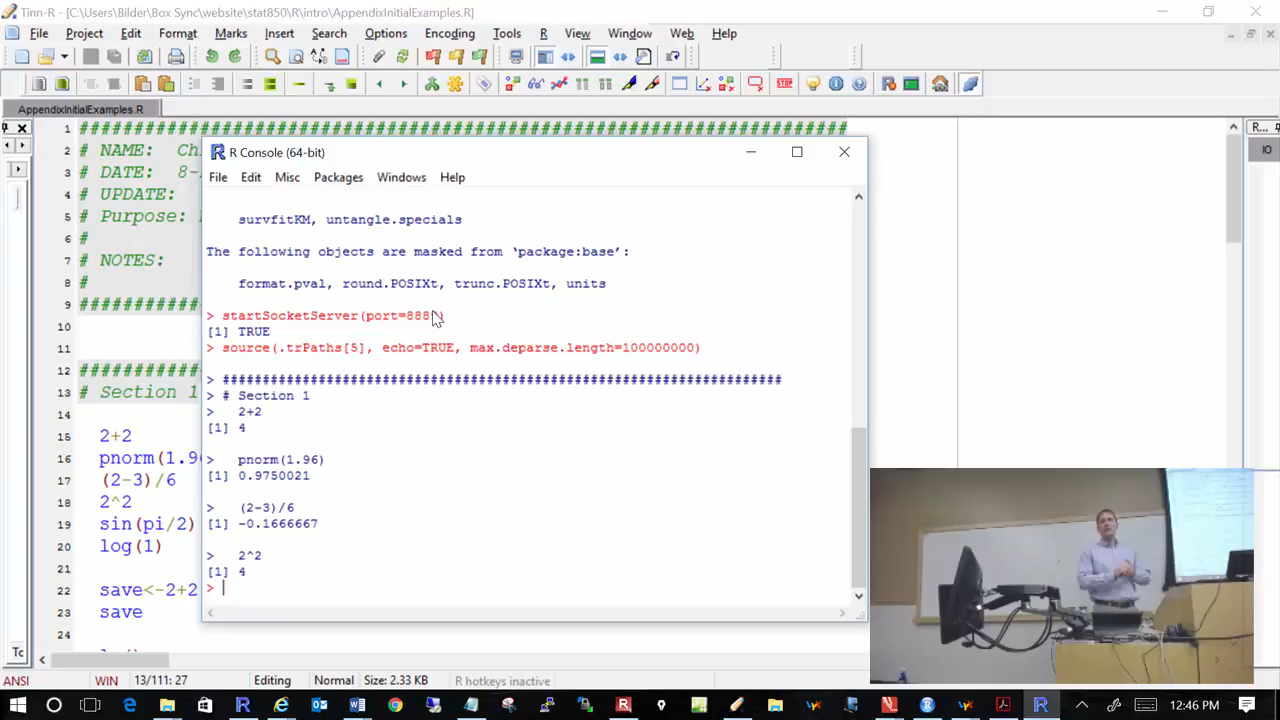 Tinn-R - [C:\Users\Bilder\Box Sync\website\stat850\R\intro\AppendixInitialExamples.R]
File Project Edit Format Marks Insert Search Options Encoding Tools R View Window Web Help
AppendixInitialExamples.R
1 ################################################################
2 # NAME: Ch
3 # DATE: 8-
4 # UPDATE:
5 # Purpose:
6 #
7 # NOTES:
8 #
9 ############
10
11
12 ############
13 # Section 1
14
15 2+2
16 pnorm(1.96
17 (2-3)/6
18 2^2
19 sin(pi/2)
20 log(1)
21
22 save<-2+2
23 save
24
R...
IO
R Console (64-bit)
File Edit Misc Packages Windows Help
survfitKM, untangle.specials
The following objects are masked from ‘package:base’:
format.pval, round.POSIXt, trunc.POSIXt, units
> startSocketServer(port=888
[1] TRUE
> source(.trPaths[5], echo=TRUE, max.deparse.length=100000000)
> ######################################################################
> # Section 1
> 2+2
[1] 4
> pnorm(1.96)
[1] 0.9750021
> (2-3)/6
[1] -0.1666667
> 2^2
[1] 4
>
Tc
ANSI WIN 13/111: 27 Editing Normal Size: 2.33 KB R hotkeys inactive
12:46 PM